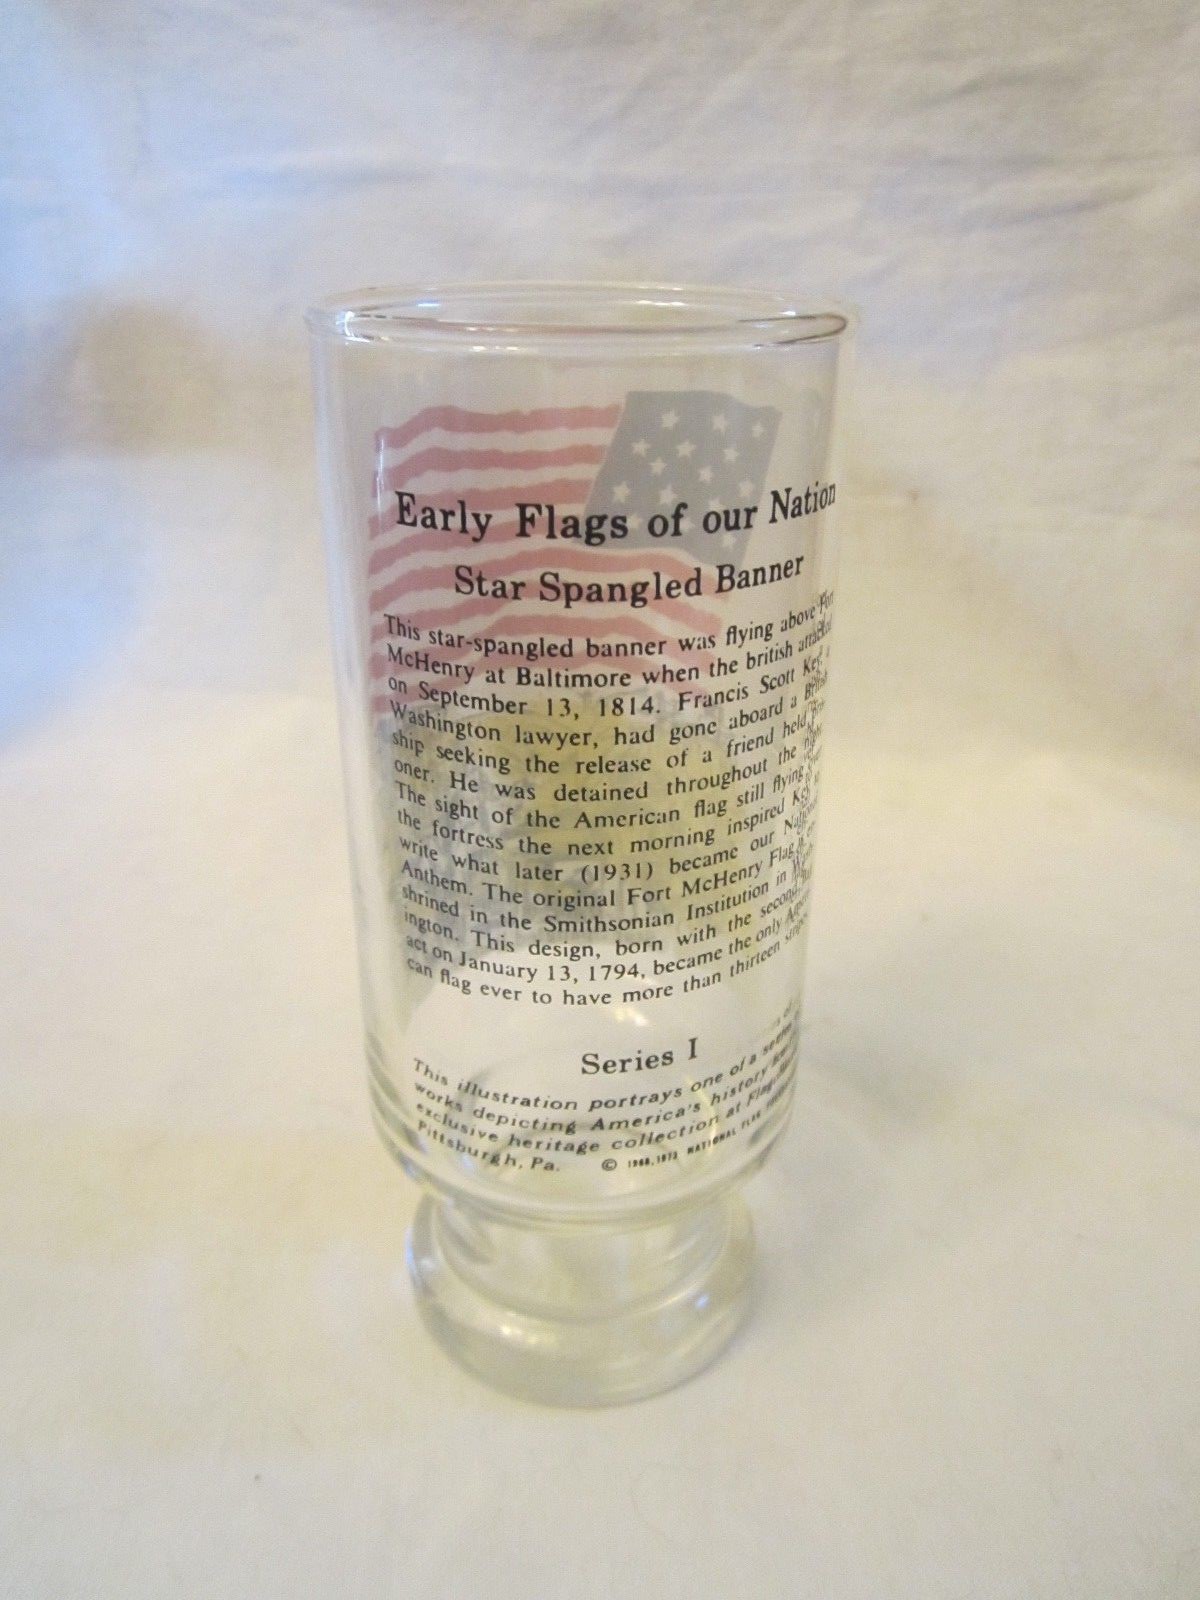 Early Flags of our Nation
Star Spangled Banner
This star-spangled banner was flying above Fort
McHenry at Baltimore when the british attacked
on September 13, 1814. Francis Scott Key, a
Washington lawyer, had gone aboard a British
ship seeking the release of a friend held
oner. He was detained throughout the night
The sight of the American flag still flying
the fortress the next morning inspired Key to
write what later (1931) became our National
Anthem. The original Fort McHenry Flag is en-
shrined in the Smithsonian Institution in Wash-
ington. This design, born with the second
act on January 13, 1794, became the only Ameri-
can flag ever to have more than thirteen stripes
Series I
This illustration portrays one of a series of
works depicting America's history
exclusive heritage collection at
Pittsburgh, Pa. © 1968, 1973 NATIONAL FLAG